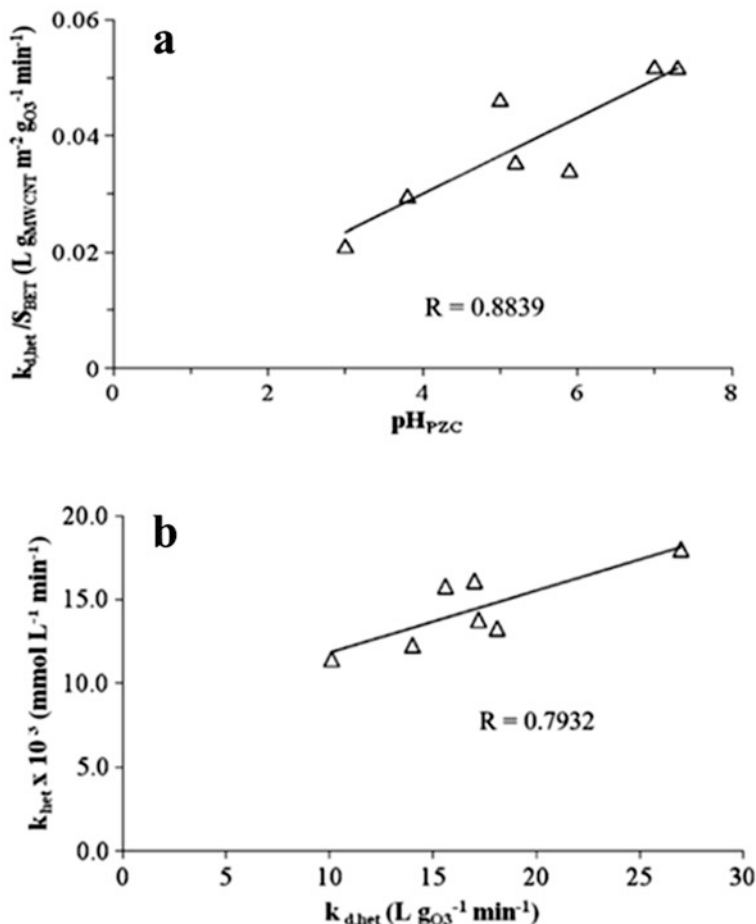 a
k_d,het /S_BET (L g_MWCNT m⁻² g_O3⁻¹ min⁻¹)
0.06
0.04
0.02
0
R = 0.8839
0 2 4 6 8
pH_PZC
b
k_het x 10³ (mmol L⁻¹ min⁻¹)
20.0
15.0
10.0
5.0
0.0
R = 0.7932
0 5 10 15 20 25 30
k_d,het (L g_O3⁻¹ min⁻¹)